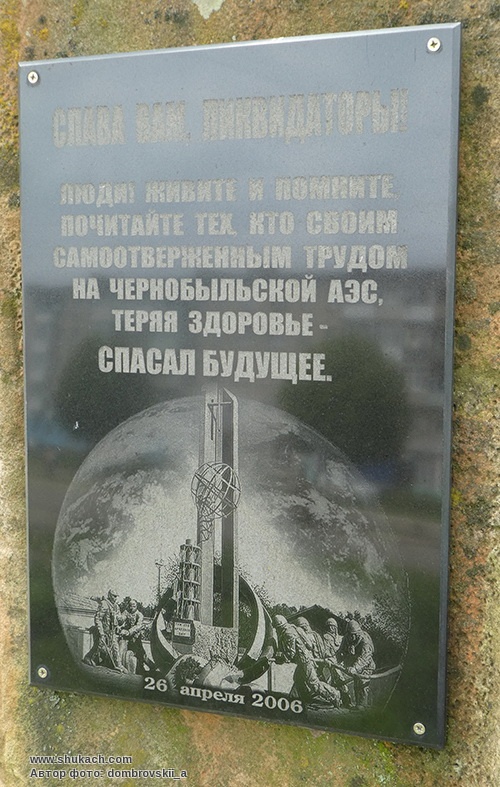 СЛАВА ВАМ, ЛИКВИДАТОРЫ!
ЛЮДИ! ЖИВИТЕ И ПОМНИТЕ,
ПОЧИТАЙТЕ ТЕХ, КТО СВОИМ
САМООТВЕРЖЕННЫМ ТРУДОМ
НА ЧЕРНОБЫЛЬСКОЙ АЭС,
ТЕРЯЯ ЗДОРОВЬЕ -
СПАСАЛ БУДУЩЕЕ.
26 апреля 2006
www.shukach.com
Автор фото: dombrovskii_a